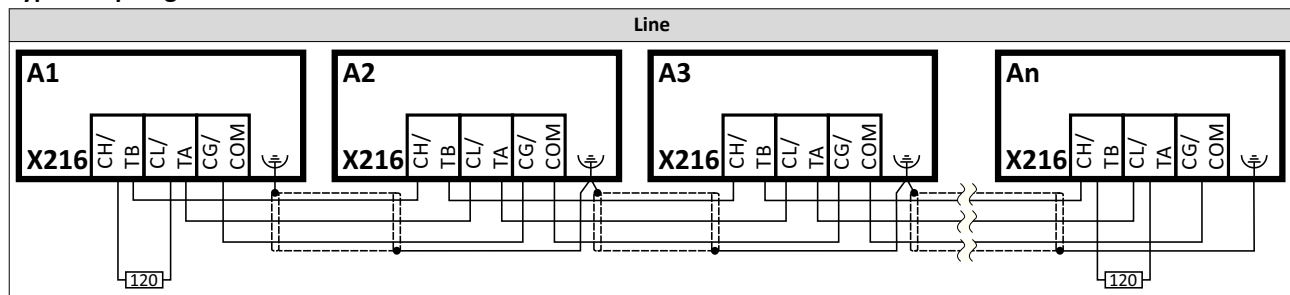 Line
A1
A2
A3
An
X216
CH/
TB
CL/
TA
CG/
COM
X216
CH/
TB
CL/
TA
CG/
COM
X216
CH/
TB
CL/
TA
CG/
COM
X216
CH/
TB
CL/
TA
CG/
COM
120
120